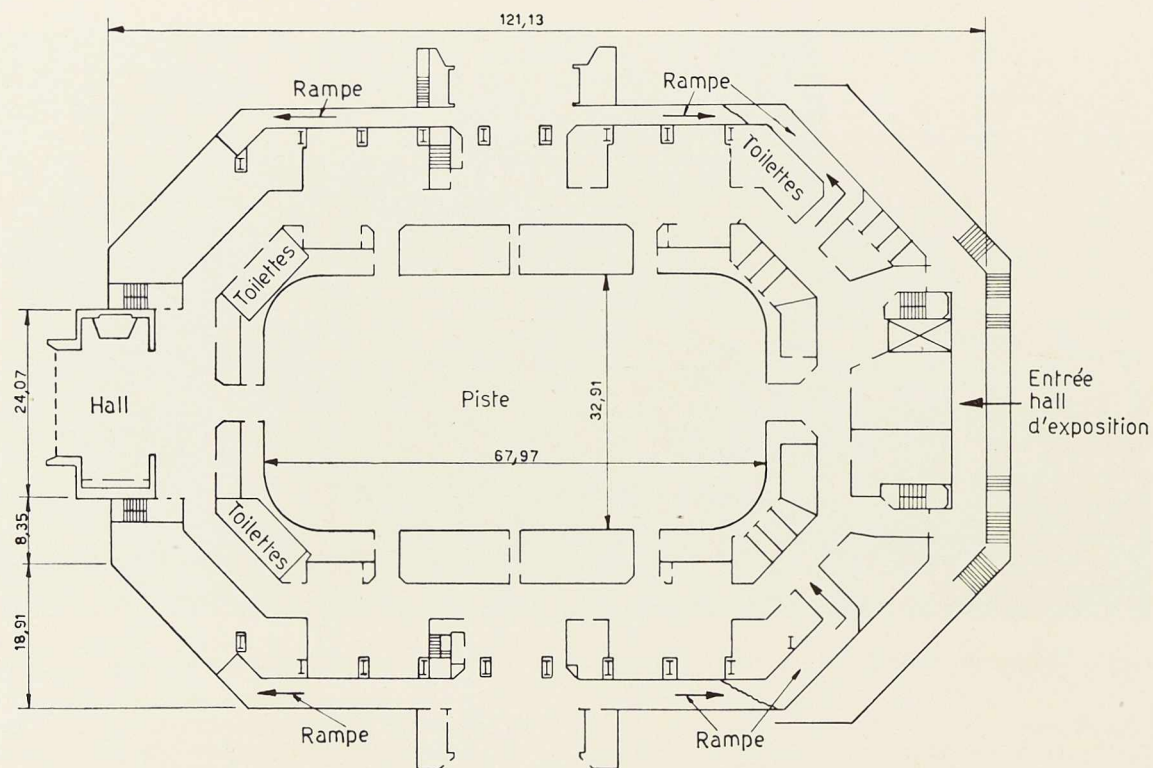 121,13
Rampe
Rampe
Toilettes
Toilettes
24,07
Hall
Piste
32,91
Entrée
hall
d'exposition
67,97
8,35
Toilettes
18,91
Rampe
Rampe